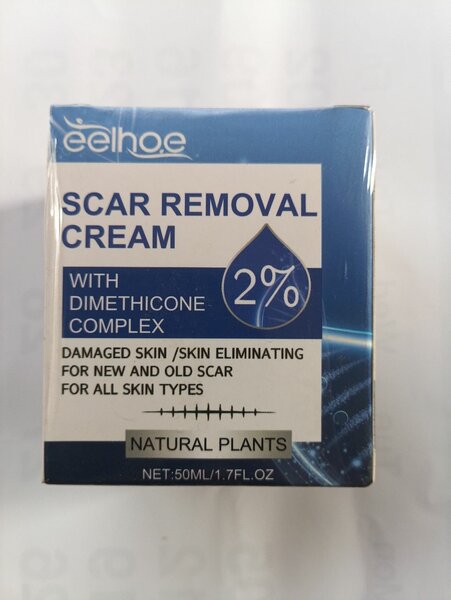 eelhoe
SCAR REMOVAL
CREAM
WITH
DIMETHICONE
COMPLEX
2%
DAMAGED SKIN /SKIN ELIMINATING
FOR NEW AND OLD SCAR
FOR ALL SKIN TYPES
NATURAL PLANTS
NET:50ML/1.7FL.OZ